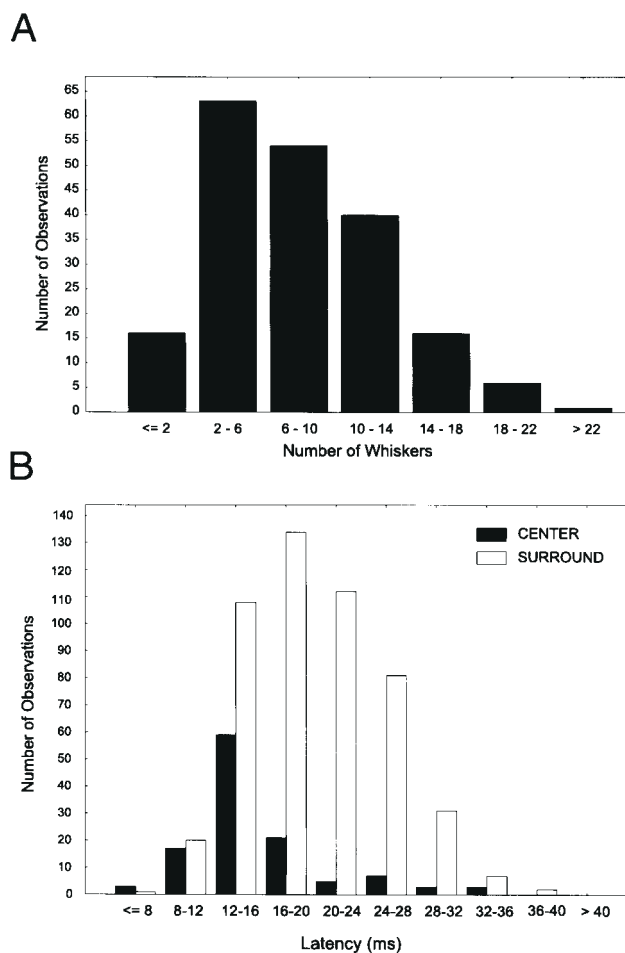 A
65
60
55
50
45
40
35
30
25
20
15
10
5
0
Number of Observations
<= 2 2 - 6 6 - 10 10 - 14 14 - 18 18 - 22 > 22
Number of Whiskers
B
140
130
120
110
100
90
80
70
60
50
40
30
20
10
0
Number of Observations
CENTER
SURROUND
<= 8 8-12 12-16 16-20 20-24 24-28 28-32 32-36 36-40 > 40
Latency (ms)